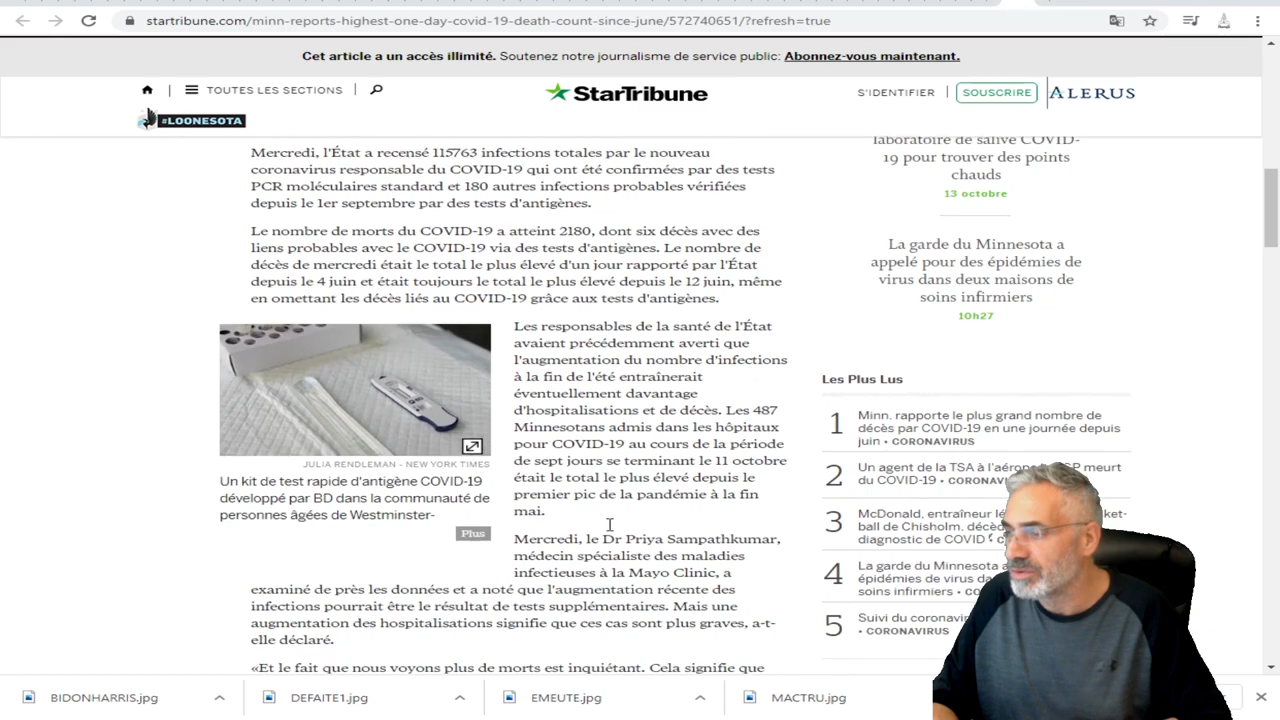 startribune.com/minn-reports-highest-one-day-covid-19-death-count-since-june/572740651/?refresh=true
Cet article a un accès illimité. Soutenez notre journalisme de service public: Abonnez-vous maintenant.
TOUTES LES SECTIONS
StarTribune
S'IDENTIFIER
SOUSCRIRE
ALERUS
#LOONESOTA
Mercredi, l'État a recensé 115763 infections totales par le nouveau
coronavirus responsable du COVID-19 qui ont été confirmées par des tests
PCR moléculaires standard et 180 autres infections probables vérifiées
depuis le 1er septembre par des tests d'antigènes.
Le nombre de morts du COVID-19 a atteint 2180, dont six décès avec des
liens probables avec le COVID-19 via des tests d'antigènes. Le nombre de
décès de mercredi était le total le plus élevé d'un jour rapporté par l'État
depuis le 4 juin et était toujours le total le plus élevé depuis le 12 juin, même
en omettant les décès liés au COVID-19 grâce aux tests d'antigènes.
JULIA RENDLEMAN - NEW YORK TIMES
Un kit de test rapide d'antigène COVID-19
développé par BD dans la communauté de
personnes âgées de Westminster-
Plus
Les responsables de la santé de l'État
avaient précédemment averti que
l'augmentation du nombre d'infections
à la fin de l'été entraînerait
éventuellement davantage
d'hospitalisations et de décès. Les 487
Minnesotans admis dans les hôpitaux
pour COVID-19 au cours de la période
de sept jours se terminant le 11 octobre
était le total le plus élevé depuis le
premier pic de la pandémie à la fin
mai.
Mercredi, le Dr Priya Sampathkumar,
médecin spécialiste des maladies
infectieuses à la Mayo Clinic, a
examiné de près les données et a noté que l'augmentation récente des
infections pourrait être le résultat de tests supplémentaires. Mais une
augmentation des hospitalisations signifie que ces cas sont plus graves, a-t-
elle déclaré.
«Et le fait que nous voyons plus de morts est inquiétant. Cela signifie que
laboratoire de salive COVID-
19 pour trouver des points
chauds
13 octobre
La garde du Minnesota a
appelé pour des épidémies de
virus dans deux maisons de
soins infirmiers
10h27
Les Plus Lus
1 Minn. rapporte le plus grand nombre de
décès par COVID-19 en une journée depuis
juin • CORONAVIRUS
2 Un agent de la TSA à meurt
du COVID-19
3 McDonald, entraîneur
ball de Chisholm,
diagnostic de COVID
4 La garde du Minnesota
épidémies de virus
soins infirmiers
5 Suivi du
• CORONAVIRUS
BIDONHARRIS.jpg
DEFAITE1.jpg
EMEUTE.jpg
MACTRU.jpg